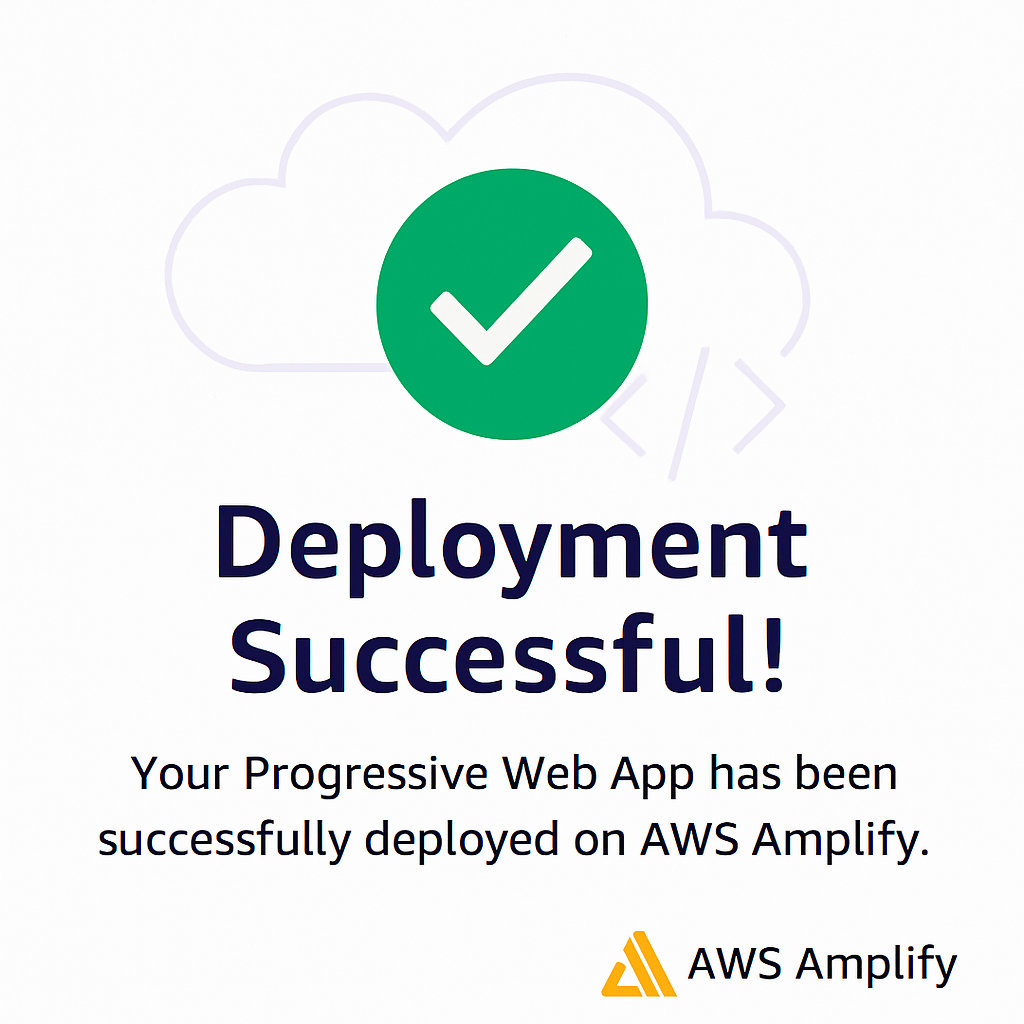 Deployment
Successful!
Your Progressive Web App has been
successfully deployed on AWS Amplify.
AWS Amplify